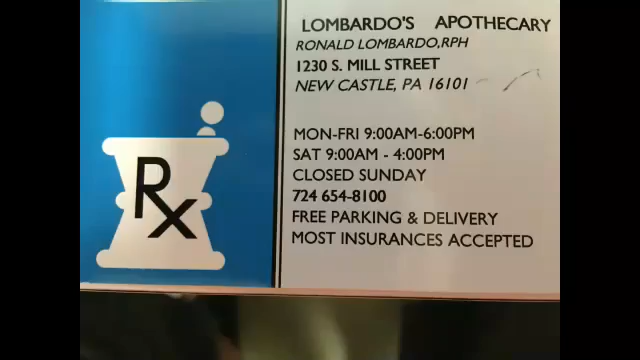 LOMBARDO'S APOTHECARY
RONALD LOMBARDO,RPH
1230 S. MILL STREET
NEW CASTLE, PA 16101
MON-FRI 9:00AM-6:00PM
SAT 9:00AM - 4:00PM
CLOSED SUNDAY
724 654-8100
FREE PARKING & DELIVERY
MOST INSURANCES ACCEPTED
Rx